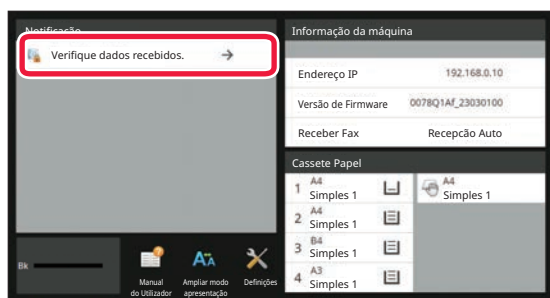 Notificação
Verifique dados recebidos. →
Informação da máquina
Endereço IP 192.168.0.10
Versão de Firmware 0078Q1Af_23030100
Receber Fax Recepcão Auto
Cassete Papel
1 A4
Simples 1
A4
Simples 1
2 A4
Simples 1
3 B4
Simples 1
4 A3
Simples 1
Bk
Manual
do Utilizador
Ampliar modo
apresentação
Definições